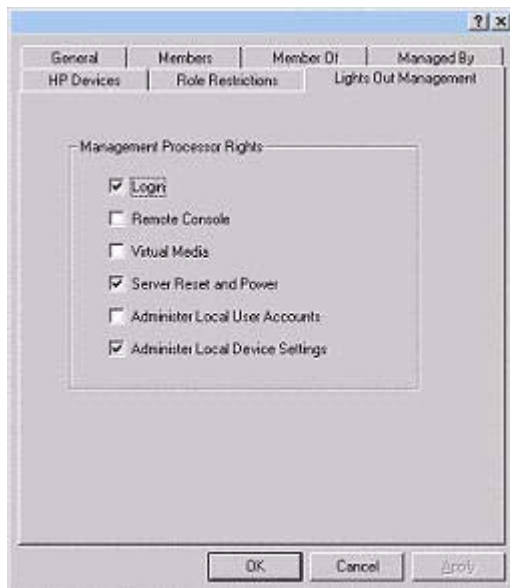 ? x
General Members Member Of Managed By
HP Devices Role Restrictions Lights Out Management
Management Processor Rights
Login
Remote Console
Virtual Media
Server Reset and Power
Administer Local User Accounts
Administer Local Device Settings
OK Cancel Apply